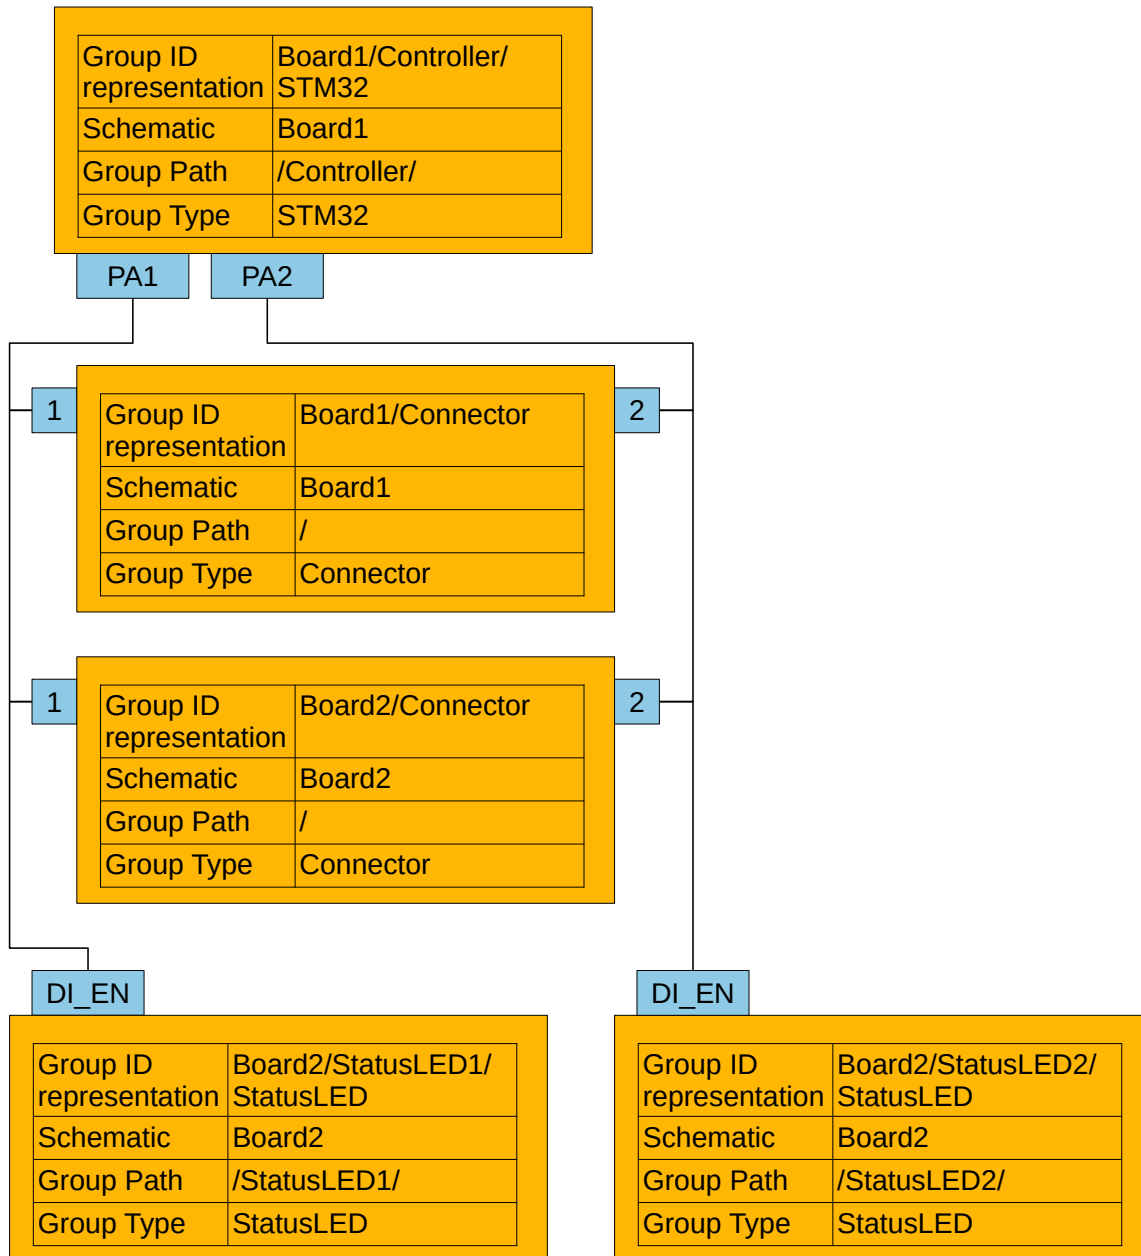 Group ID representation Board1/Controller/STM32
Schematic Board1
Group Path /Controller/
Group Type STM32
PA1 PA2
1
Group ID representation Board1/Connector
Schematic Board1
Group Path /
Group Type Connector
2
1
Group ID representation Board2/Connector
Schematic Board2
Group Path /
Group Type Connector
2
DI_EN
Group ID representation Board2/StatusLED1/StatusLED
Schematic Board2
Group Path /StatusLED1/
Group Type StatusLED
DI_EN
Group ID representation Board2/StatusLED2/StatusLED
Schematic Board2
Group Path /StatusLED2/
Group Type StatusLED